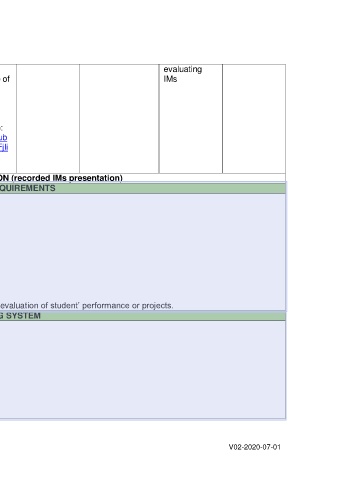 evaluating
of IMs
:
ub
jli
ON (recorded IMs presentation)
QUIREMENTS
evaluation of student' performance or projects.
G SYSTEM
V02-2020-07-01